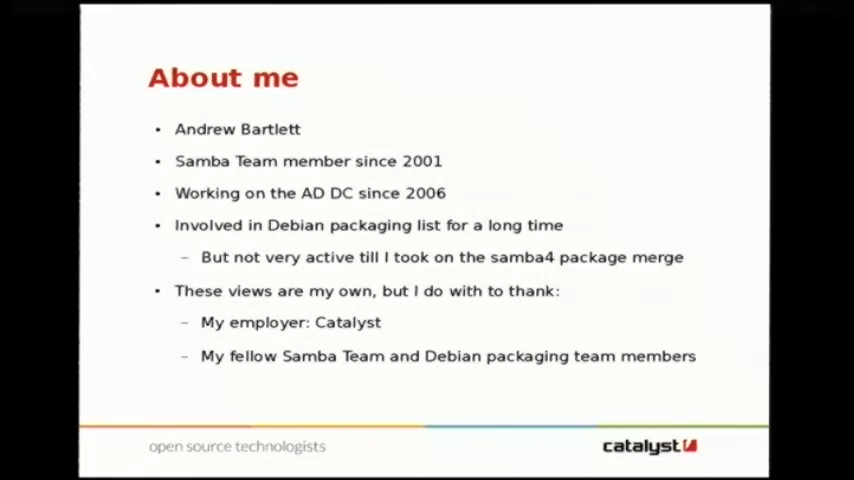 About me
• Andrew Bartlett
• Samba Team member since 2001
• Working on the AD DC since 2006
• Involved in Debian packaging list for a long time
– But not very active till I took on the samba4 package merge
• These views are my own, but I do with to thank:
– My employer: Catalyst
– My fellow Samba Team and Debian packaging team members
open source technologists
catalyst